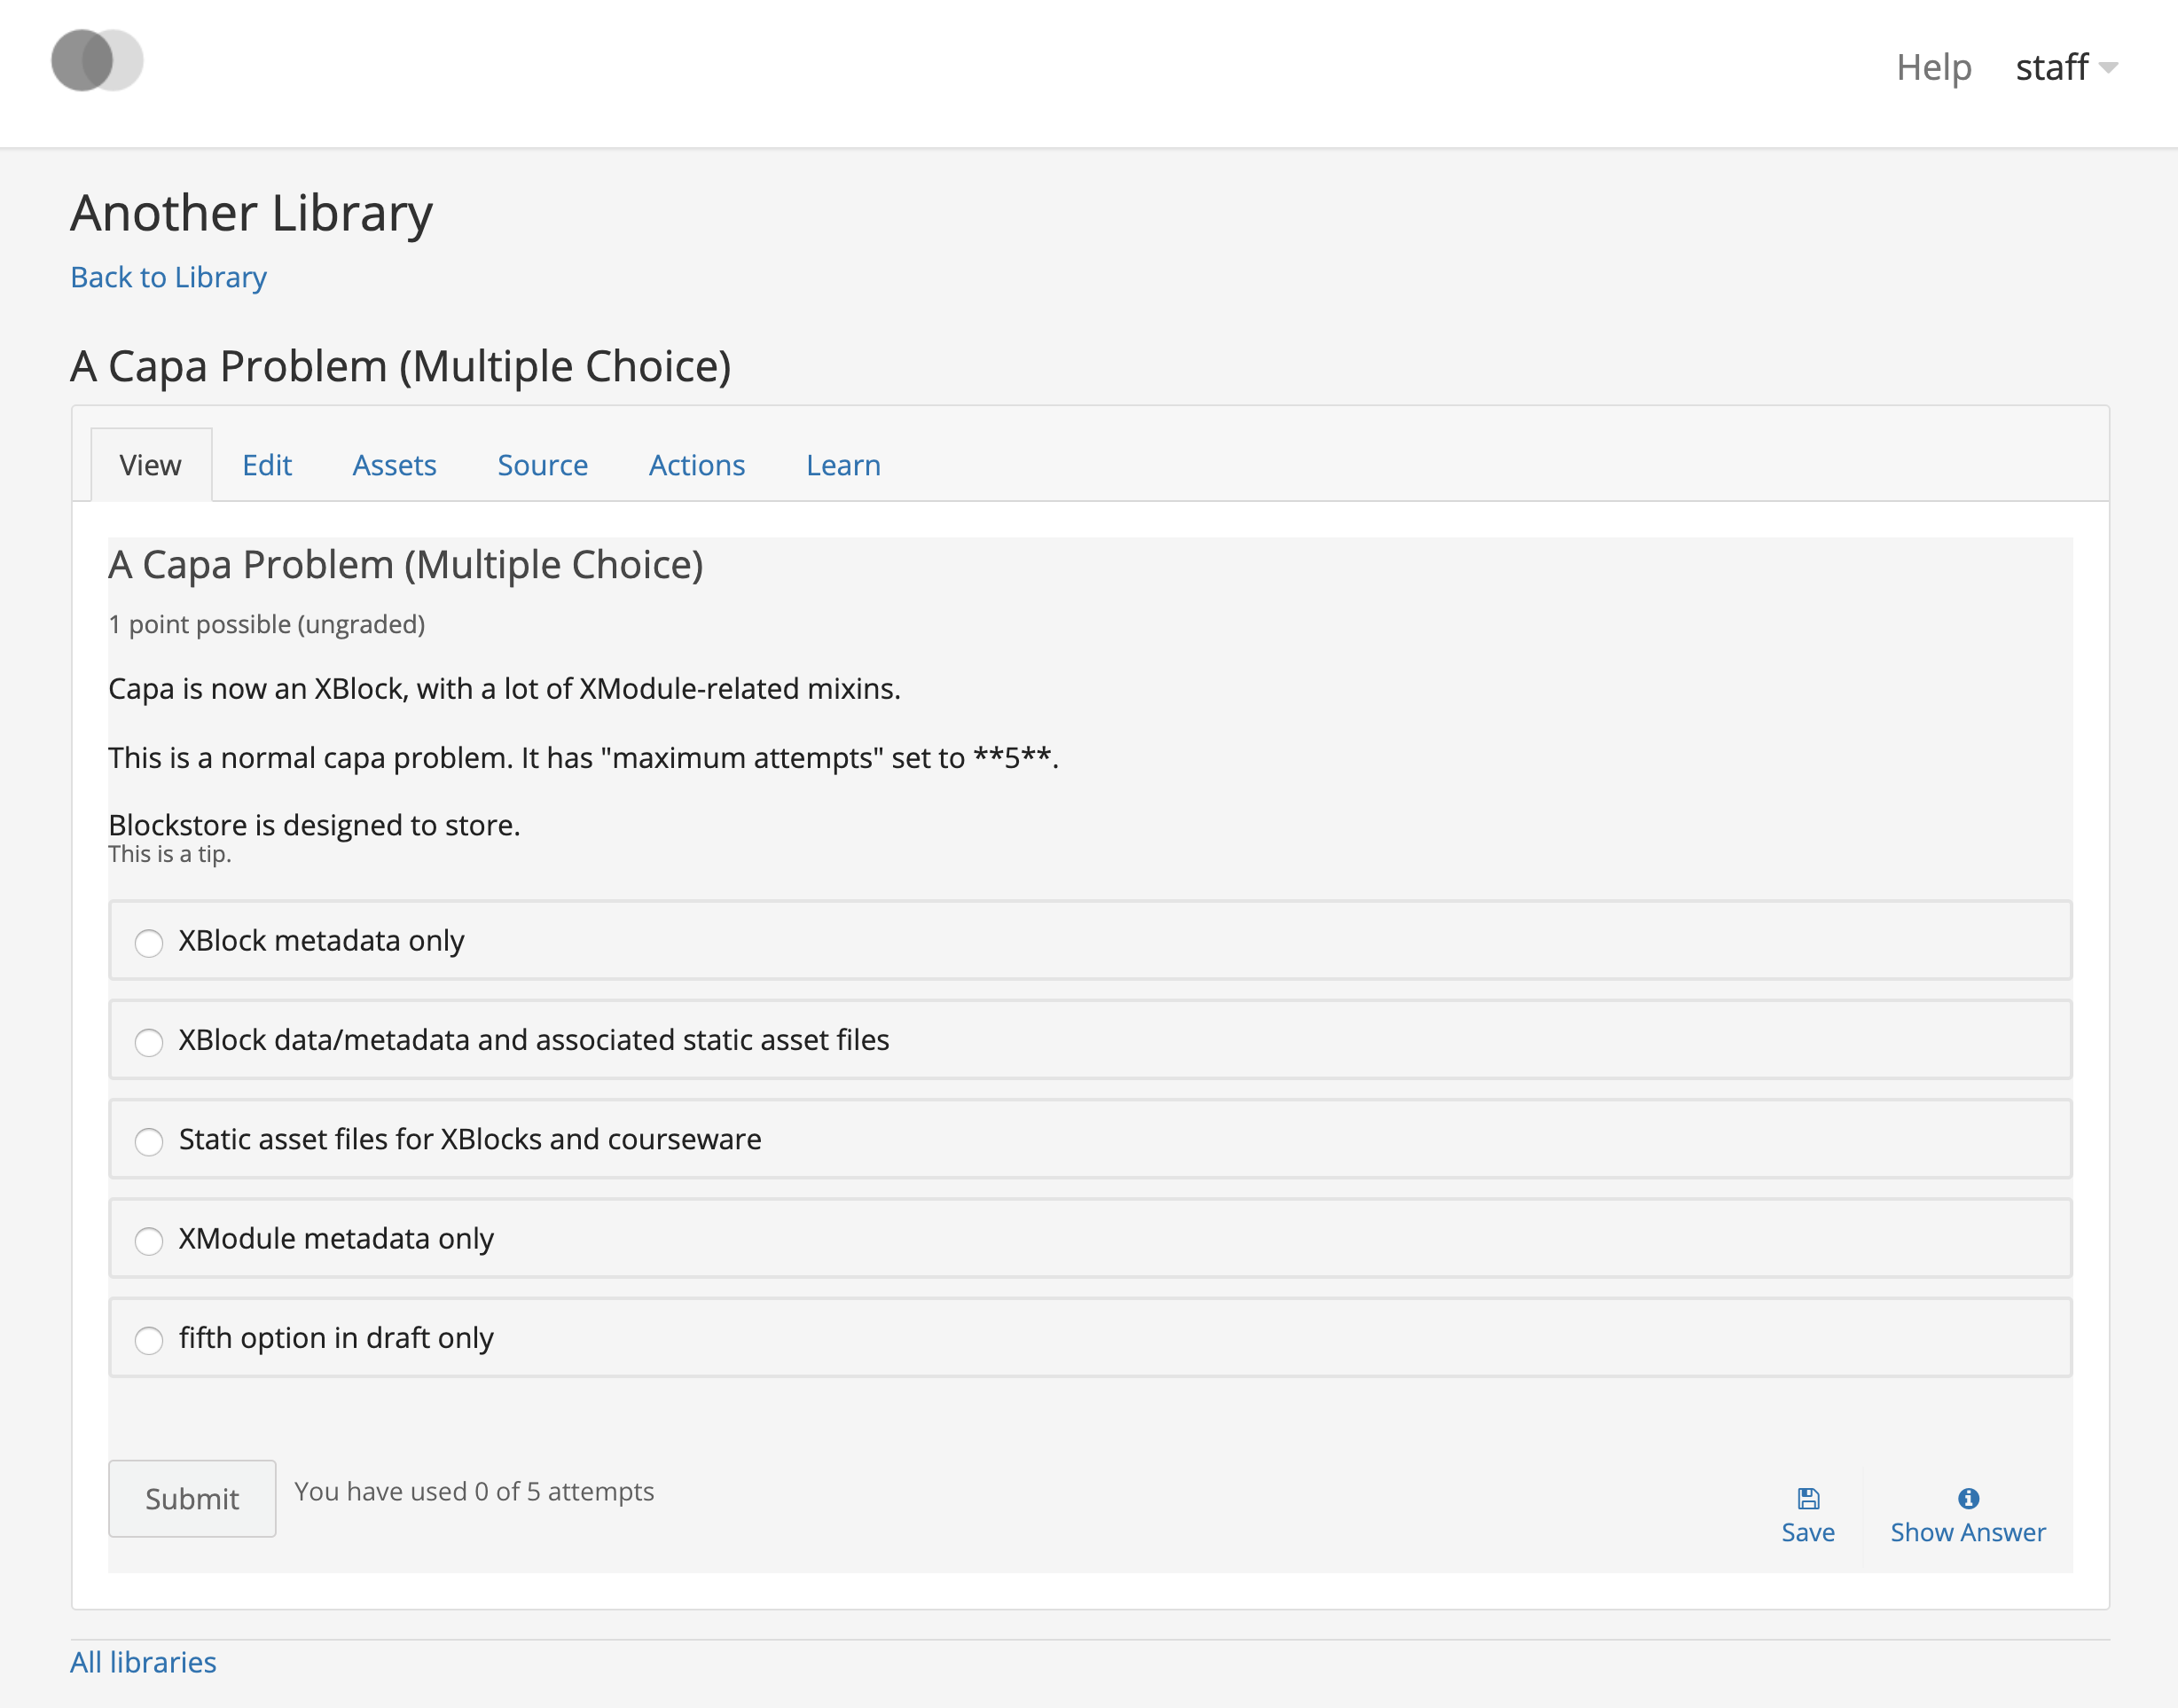 Help staff
Another Library
Back to Library
A Capa Problem (Multiple Choice)
View Edit Assets Source Actions Learn
A Capa Problem (Multiple Choice)
1 point possible (ungraded)
Capa is now an XBlock, with a lot of XModule-related mixins.
This is a normal capa problem. It has "maximum attempts" set to **5**.
Blockstore is designed to store.
This is a tip.
XBlock metadata only
XBlock data/metadata and associated static asset files
Static asset files for XBlocks and courseware
XModule metadata only
fifth option in draft only
Submit You have used 0 of 5 attempts
Save Show Answer
All libraries